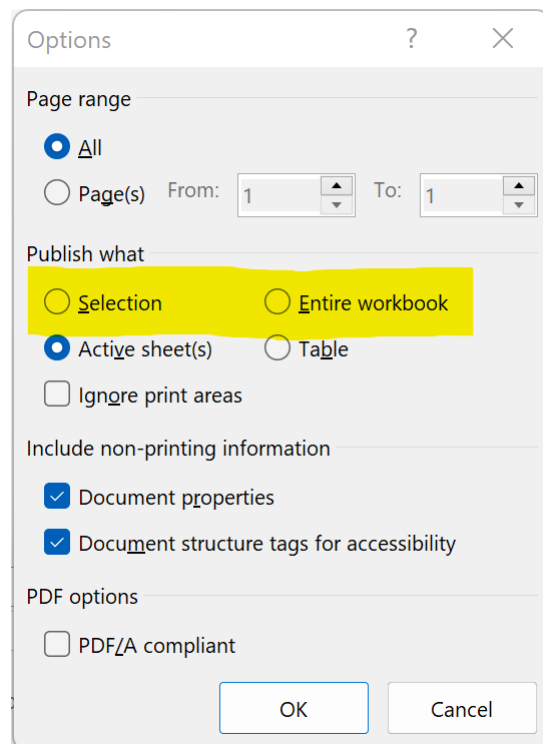 Options ?
Page range
All
Page(s) From: 1 To: 1
Publish what
Selection Entire workbook
Active sheet(s) Table
Ignore print areas
Include non-printing information
Document properties
Document structure tags for accessibility
PDF options
PDF/A compliant
OK Cancel